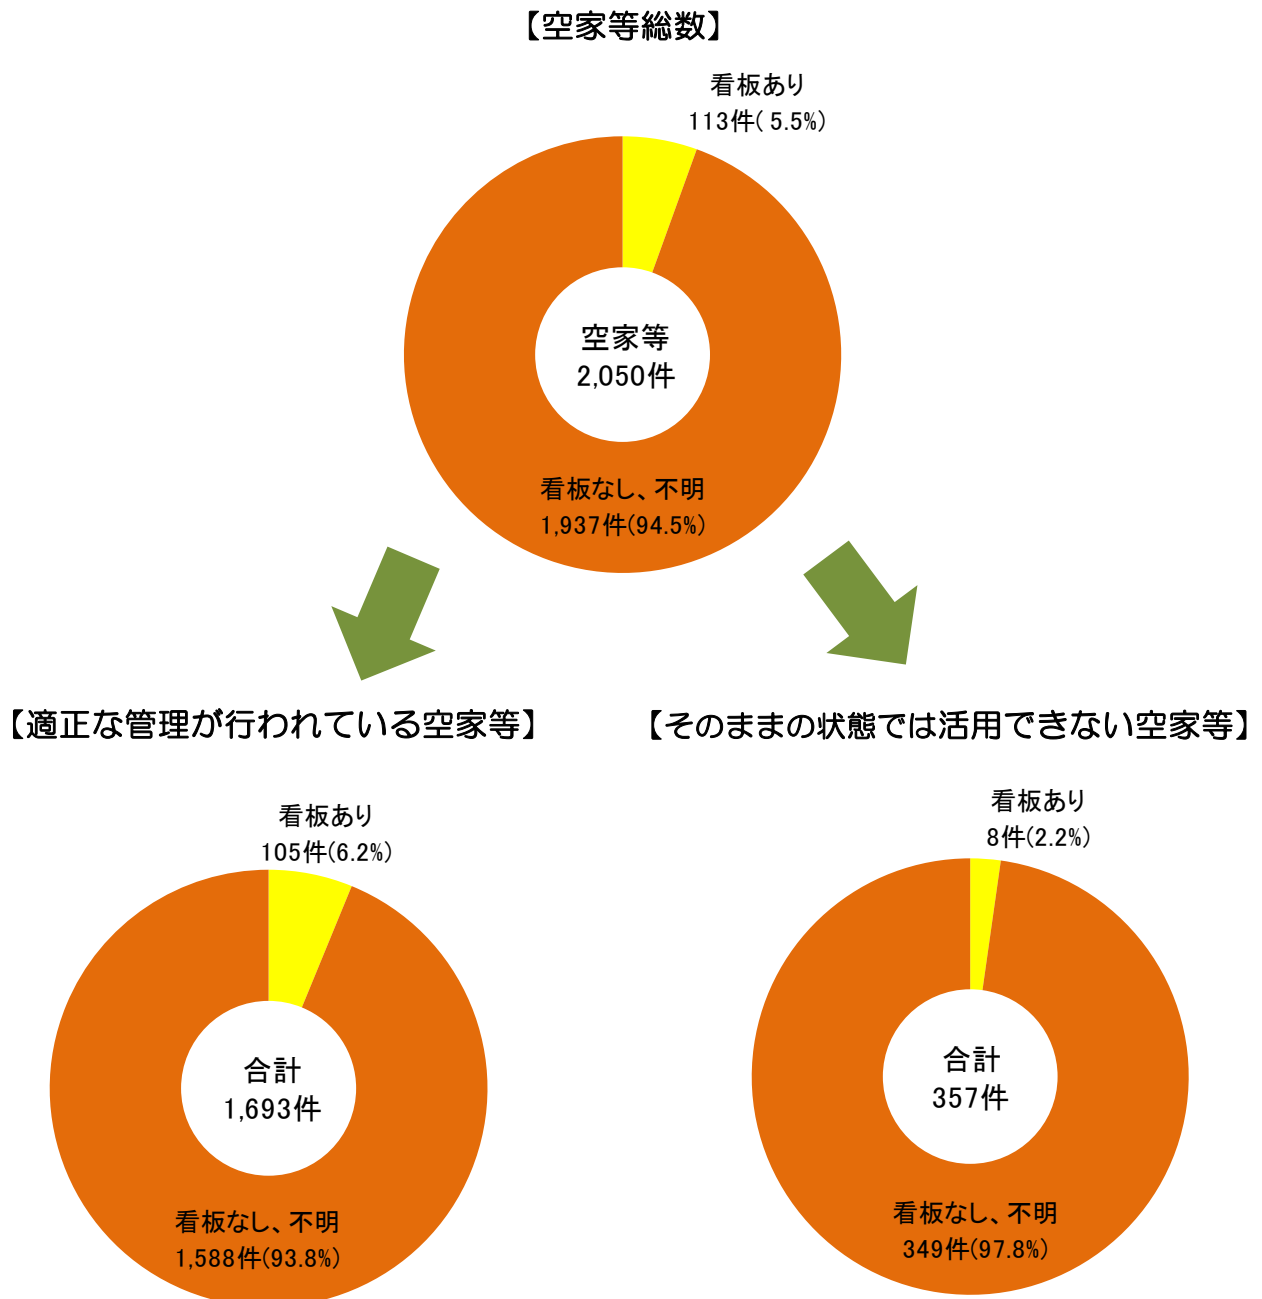 【空家等総数】
看板あり
113件( 5.5%)
空家等
2,050件
看板なし、不明
1,937件(94.5%)
【適正な管理が行われている空家等】
看板あり
105件(6.2%)
合計
1,693件
看板なし、不明
1,588件(93.8%)
【そのままの状態では活用できない空家等】
看板あり
8件(2.2%)
合計
357件
看板なし、不明
349件(97.8%)